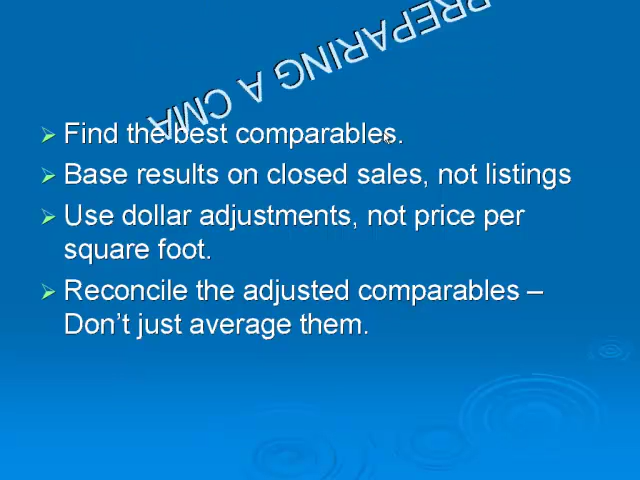 PREPARING A CMA
Find the best comparables.
Base results on closed sales, not listings
Use dollar adjustments, not price per
square foot.
Reconcile the adjusted comparables –
Don't just average them.